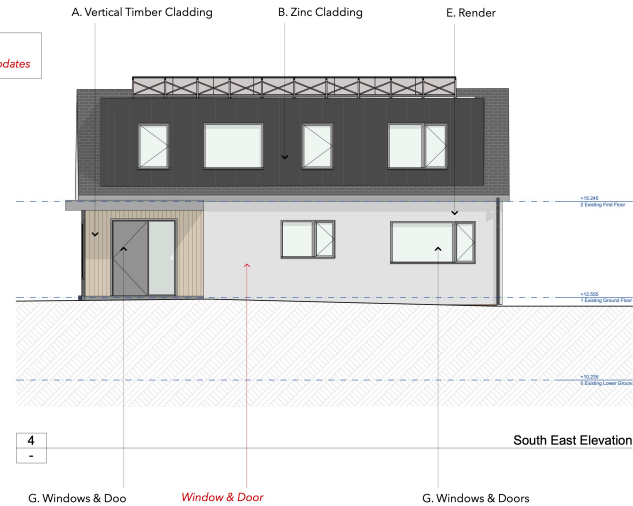 A. Vertical Timber Cladding
B. Zinc Cladding
E. Render
pdates
+15.245
2 Existing First Floor
+12.555
1 Existing Ground Floor
+10.235
0 Existing Lower Ground
4
-
South East Elevation
G. Windows & Doo
Window & Door
G. Windows & Doors